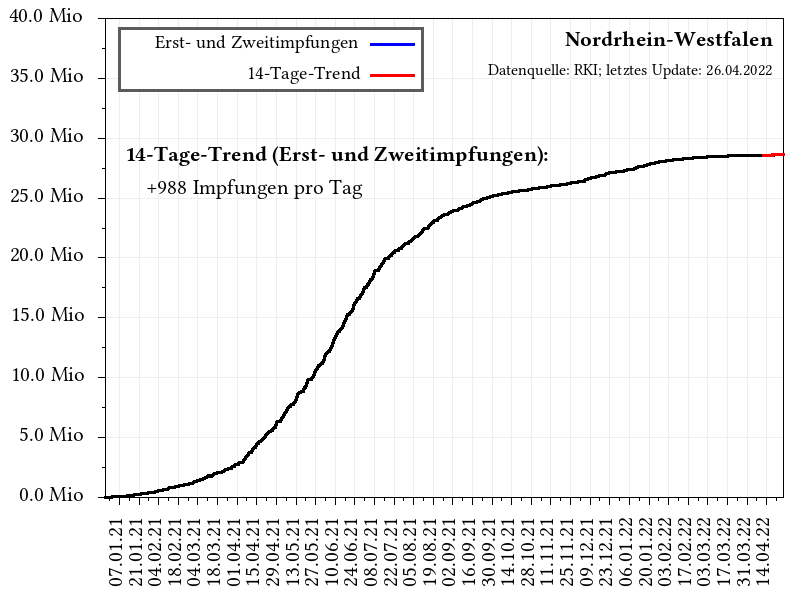 40.0 Mio
35.0 Mio
30.0 Mio
25.0 Mio
20.0 Mio
15.0 Mio
10.0 Mio
5.0 Mio
0.0 Mio
Erst- und Zweitimpfungen
14-Tage-Trend
Nordrhein-Westfalen
Datenquelle: RKI; letztes Update: 26.04.2022
14-Tage-Trend (Erst- und Zweitimpfungen):
+988 Impfungen pro Tag
07.01.21
21.01.21
04.02.21
18.02.21
04.03.21
18.03.21
01.04.21
15.04.21
29.04.21
13.05.21
27.05.21
10.06.21
24.06.21
08.07.21
22.07.21
05.08.21
19.08.21
02.09.21
16.09.21
30.09.21
14.10.21
28.10.21
11.11.21
25.11.21
09.12.21
23.12.21
06.01.22
20.01.22
03.02.22
17.02.22
03.03.22
17.03.22
31.03.22
14.04.22